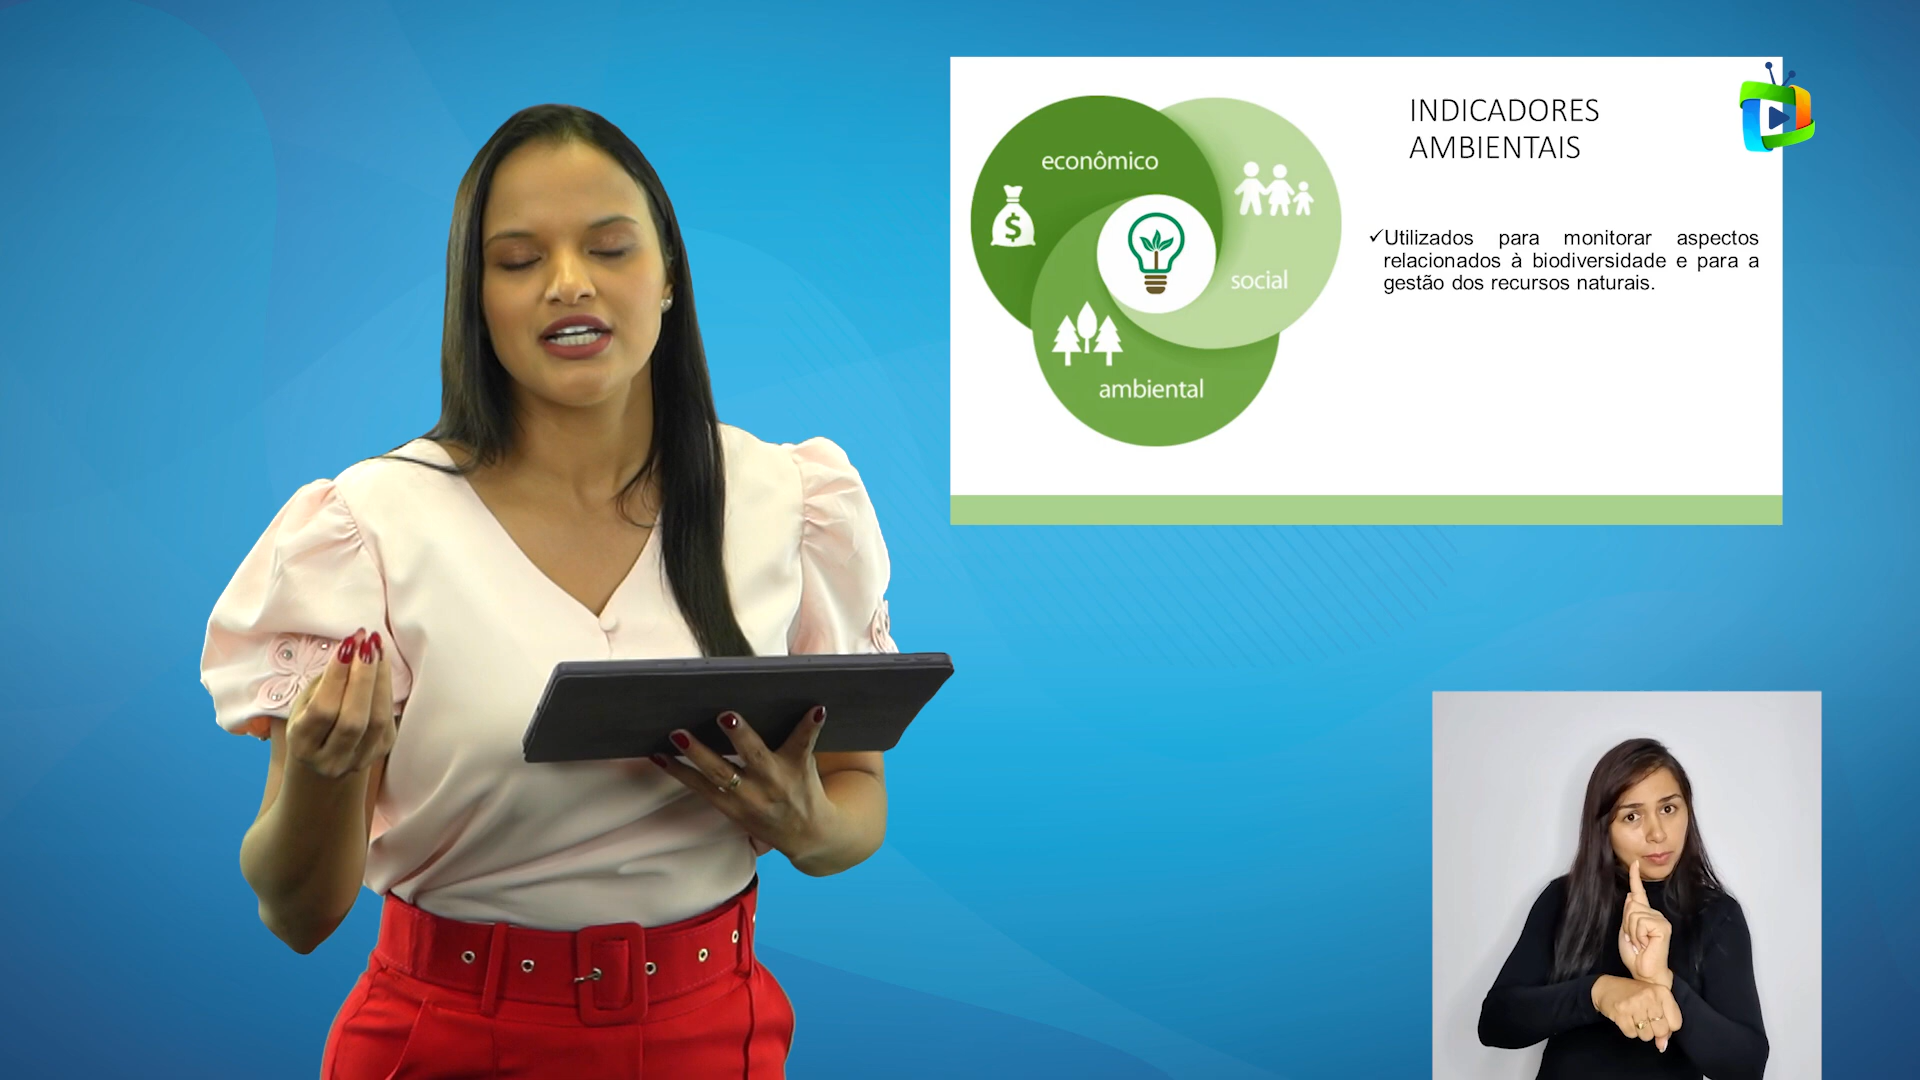 INDICADORES
AMBIENTAIS
econômico
social
ambiental
✓Utilizados para monitorar aspectos
relacionados à biodiversidade e para a
gestão dos recursos naturais.